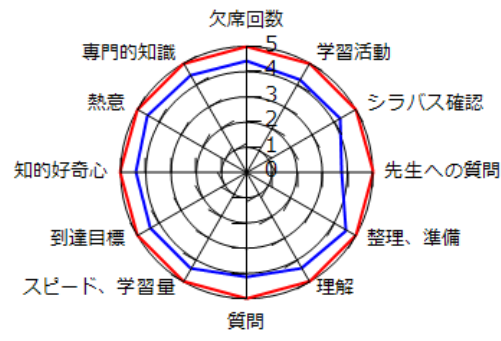 欠席回数
専門的知識
学習活動
熱意
シラバス確認
知的好奇心
先生への質問
到達目標
整理、準備
スピード、学習量
理解
質問
5
4
3
2
1
0